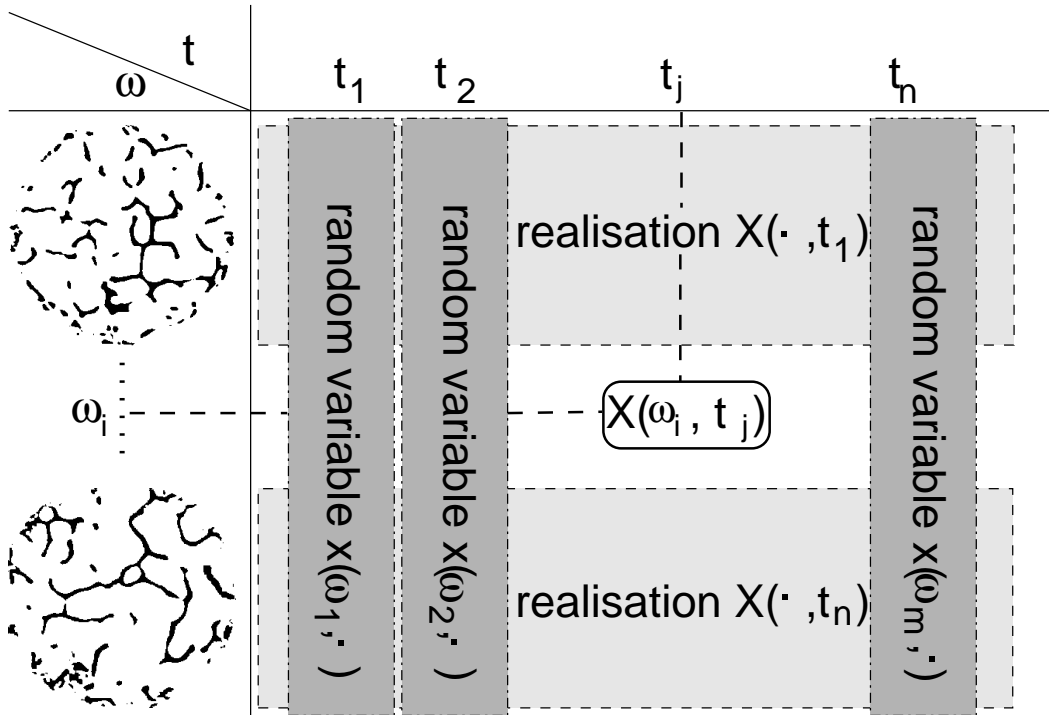 t
ω
t1 t2 tj tn
realisation X(· ,t1)
random variable x(ω1,· )
random variable x(ω2,· )
random variable x(ωm,· )
ωi
X(ωi , t j)
realisation X(· ,tn)